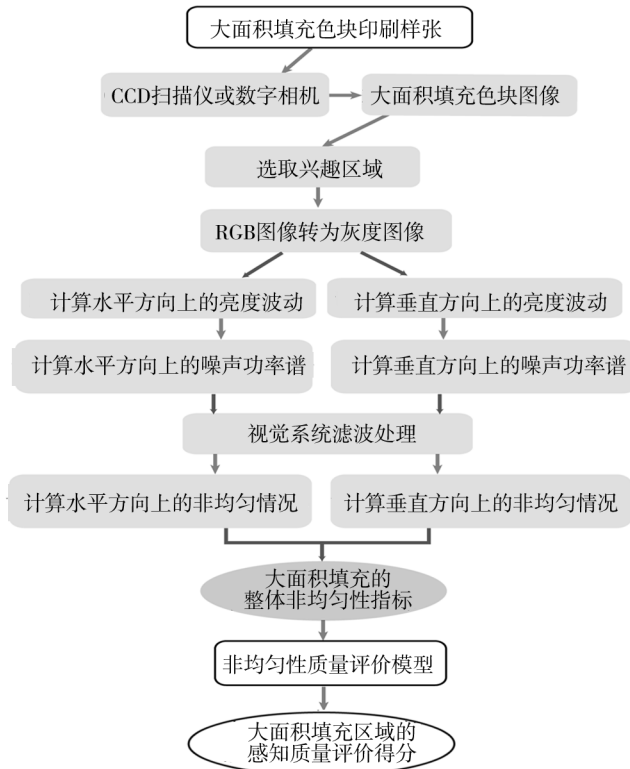 大面积填充色块印刷样张
CCD扫描仪或数字相机
大面积填充色块图像
选取兴趣区域
RGB图像转为灰度图像
计算水平方向上的亮度波动
计算垂直方向上的亮度波动
计算水平方向上的噪声功率谱
计算垂直方向上的噪声功率谱
视觉系统滤波处理
计算水平方向上的非均匀情况
计算垂直方向上的非均匀情况
大面积填充的
整体非均匀性指标
非均匀性质量评价模型
大面积填充区域的
感知质量评价得分